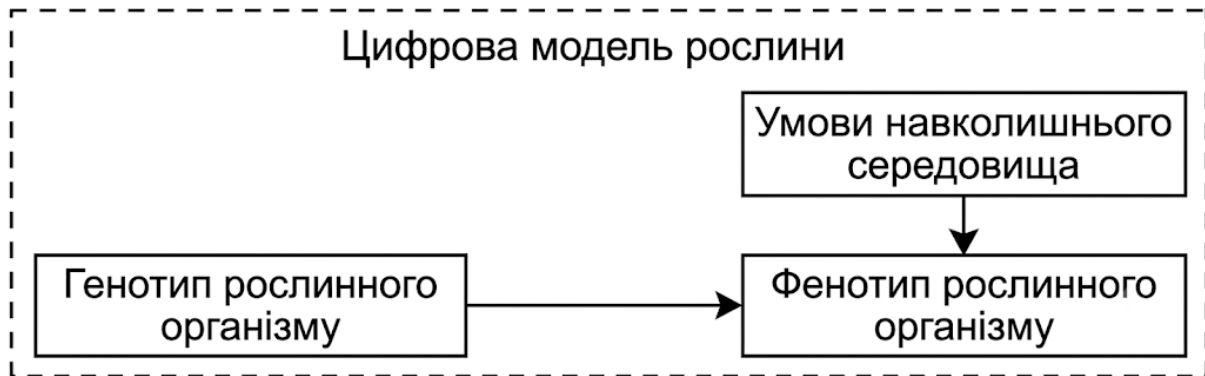 Цифрова модель рослини
Умови навколишнього
середовища
Генотип рослинного
організму
Фенотип рослинного
організму